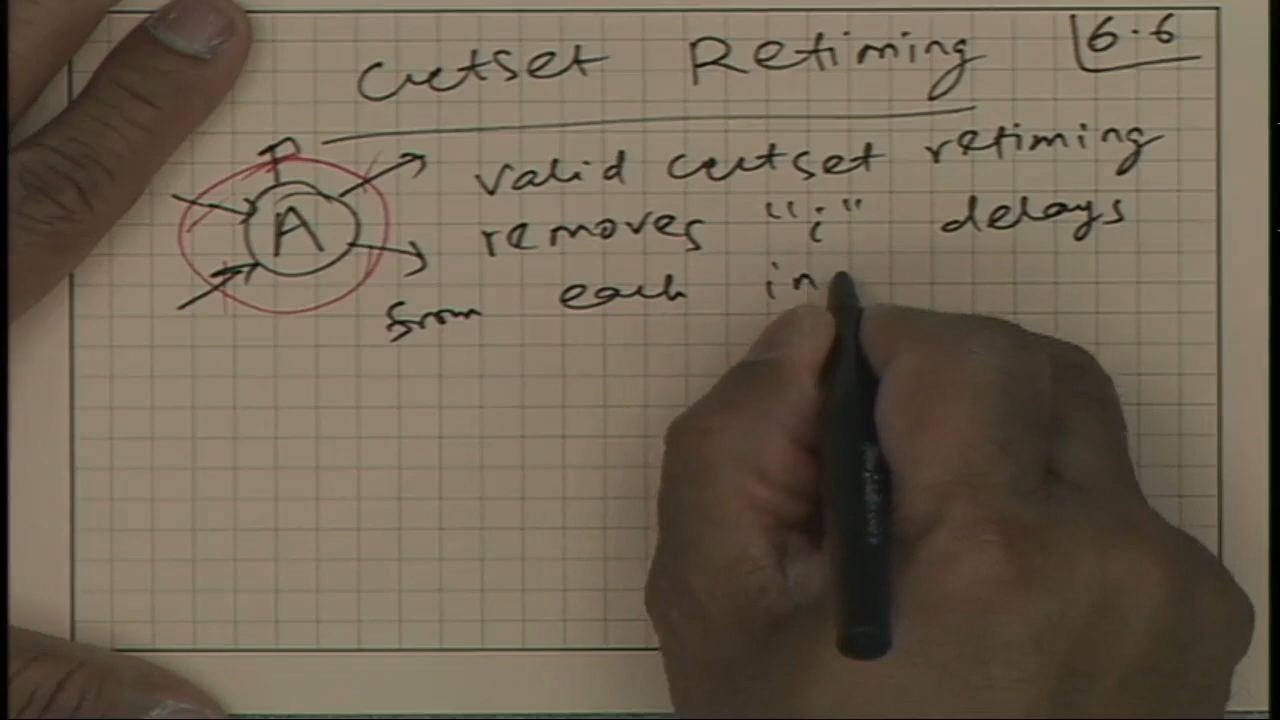 Cutset Retiming 6.6
valid cutset retiming
A
removes "i" delays
from each in